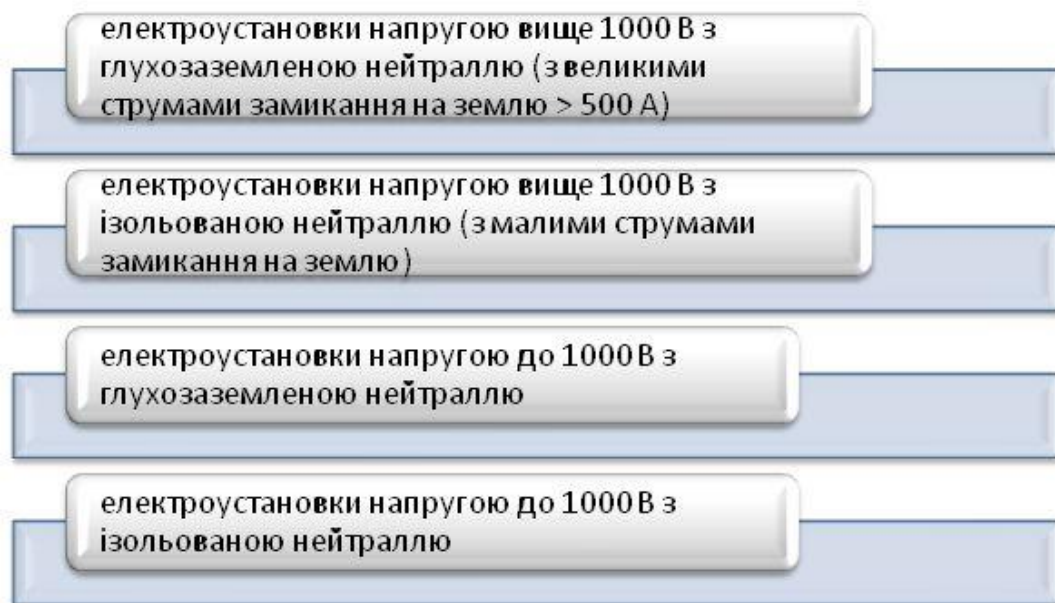 електроустановки напругою вище 1000 В з
глухозаземленою нейтраллю (з великими
струмами замикання на землю > 500 А)
електроустановки напругою вище 1000 В з
ізольованою нейтраллю (з малими струмами
замикання на землю)
електроустановки напругою до 1000 В з
глухозаземленою нейтраллю
електроустановки напругою до 1000 В з
ізольованою нейтраллю